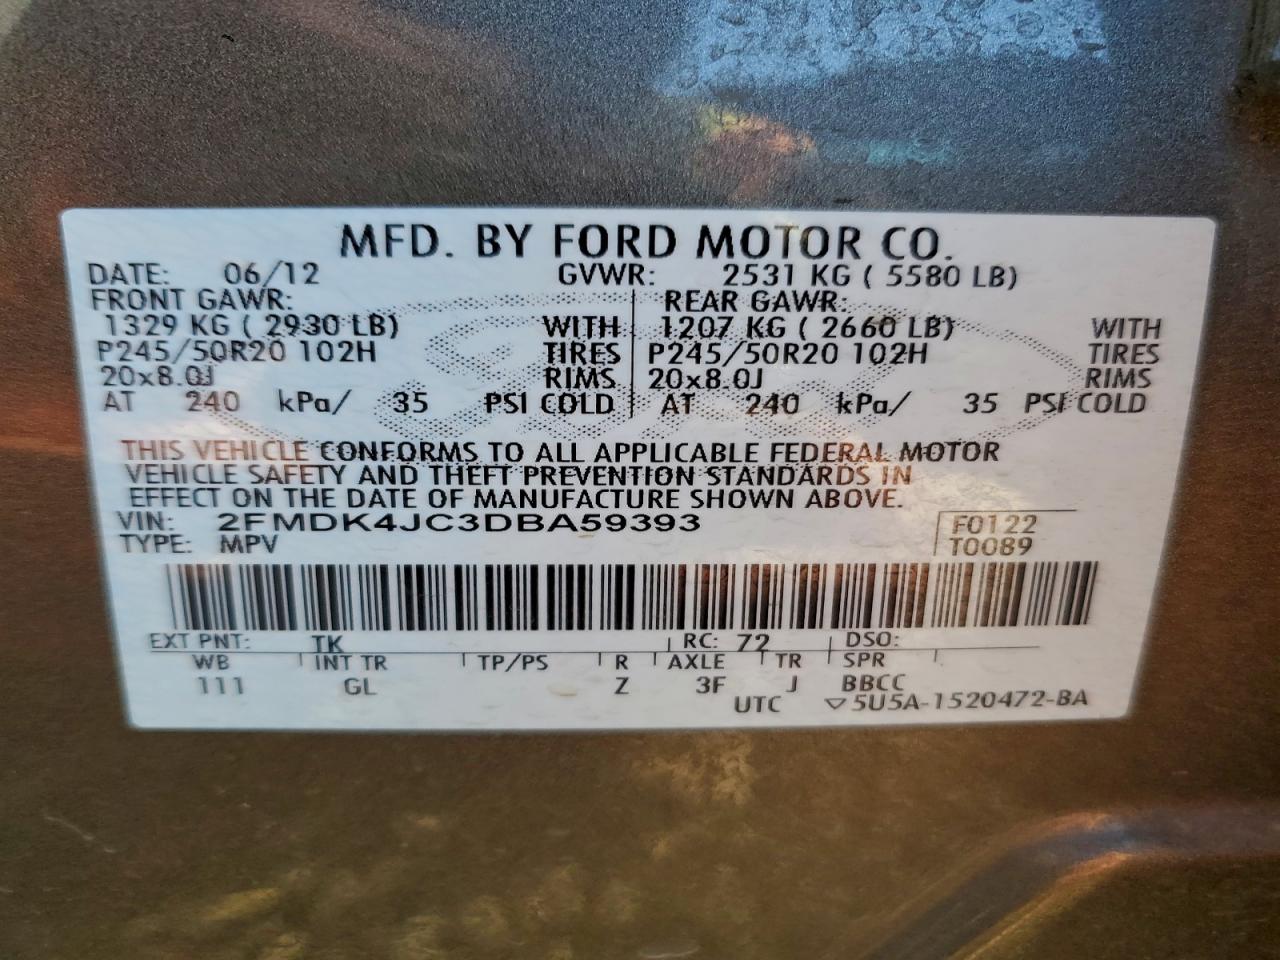 MFD. BY FORD MOTOR CO.
DATE: 06/12 GVWR: 2531 KG ( 5580 LB)
FRONT GAWR: REAR GAWR:
1329 KG ( 2930 LB) WITH 1207 KG ( 2660 LB) WITH
P245/50R20 102H TIRES P245/50R20 102H TIRES
20x8.0J RIMS 20x8.0J RIMS
AT 240 kPa/ 35 PSI COLD AT 240 kPa/ 35 PSI COLD
THIS VEHICLE CONFORMS TO ALL APPLICABLE FEDERAL MOTOR
VEHICLE SAFETY AND THEFT PREVENTION STANDARDS IN
EFFECT ON THE DATE OF MANUFACTURE SHOWN ABOVE.
VIN: 2FMDK4JC3DBA59393 F0122
TYPE: MPV T0089
EXT PNT: TK RC: 72 DSO:
WB INT TR TP/PS R AXLE TR SPR
111 GL Z 3F J BBCC
UTC ▽5U5A-1520472-BA